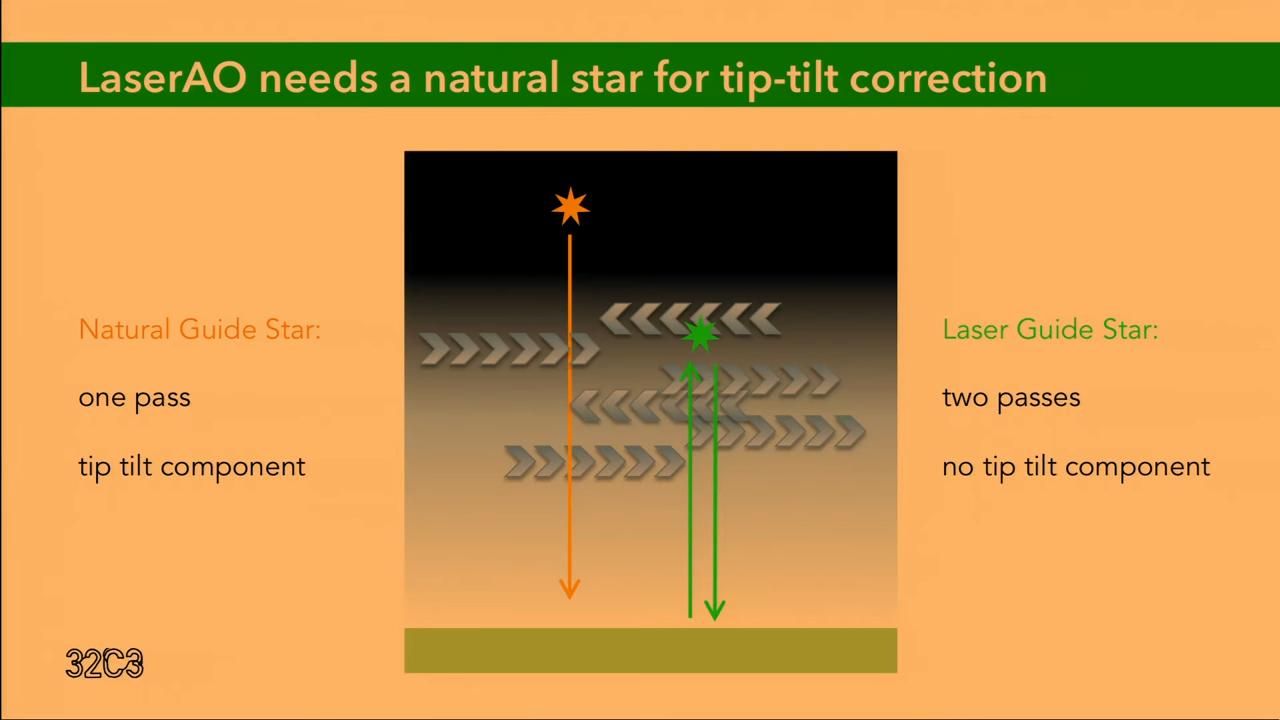 LaserAO needs a natural star for tip-tilt correction
Natural Guide Star:
one pass
tip tilt component
Laser Guide Star:
two passes
no tip tilt component
32C3